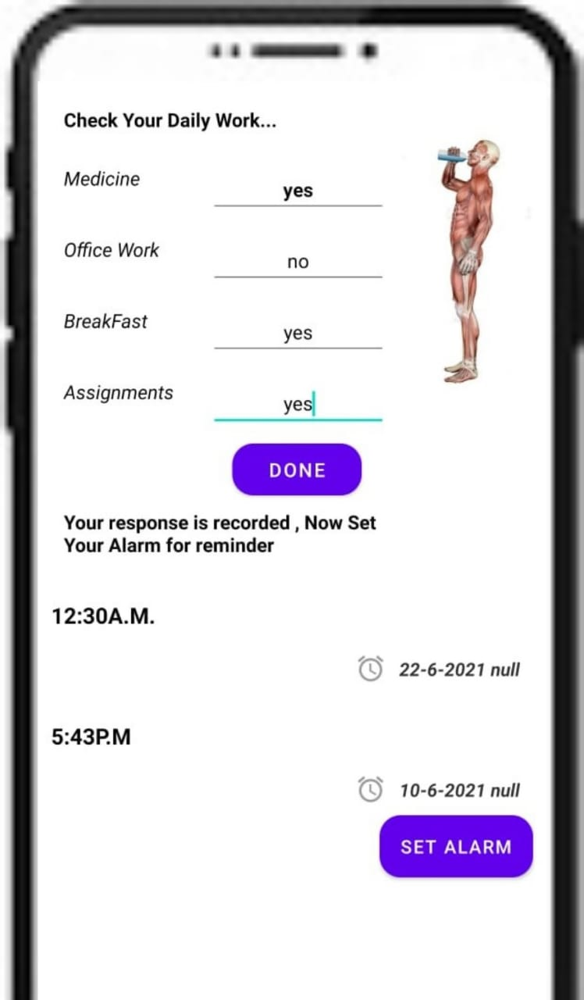 Check Your Daily Work...
Medicine
yes
Office Work
no
BreakFast
yes
Assignments
yes
DONE
Your response is recorded , Now Set
Your Alarm for reminder
12:30A.M.
22-6-2021 null
5:43P.M
10-6-2021 null
SET ALARM